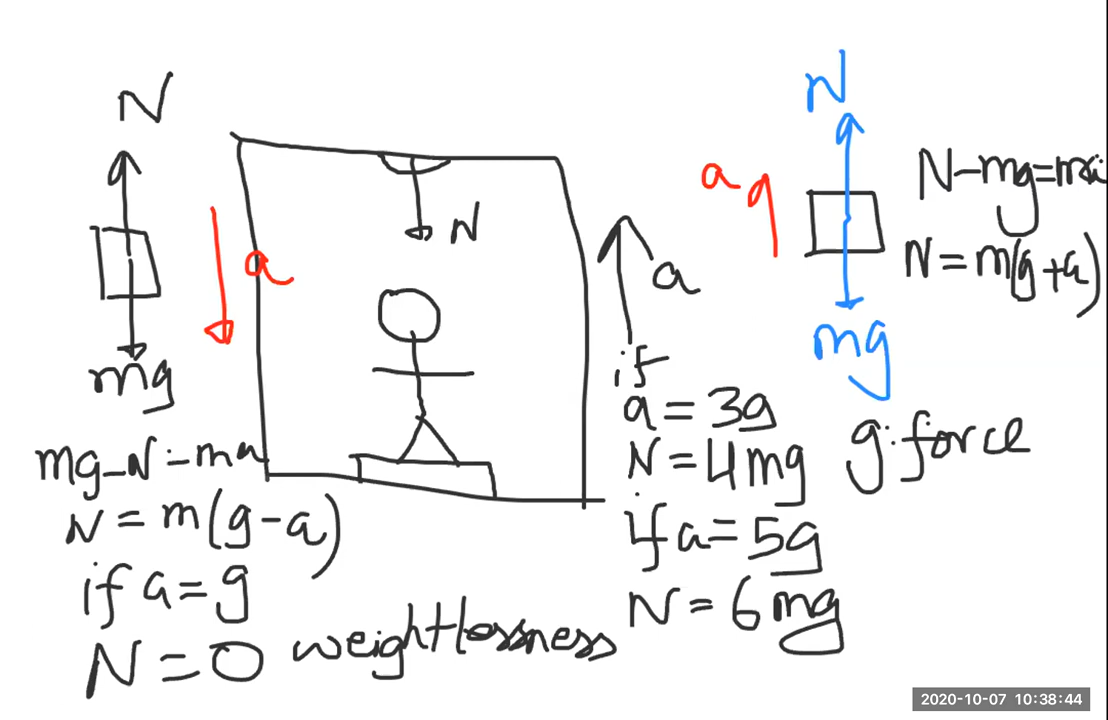 N
mg
mg-N=ma
N = m(g-a)
if a=g
N=0 weightlessness
a
N
a
if
a=3g
N=4mg
if a=5g
N=6mg
a
N
mg
N-mg=ma
N=m(g+a)
g.force
2020-10-07 10:38:44